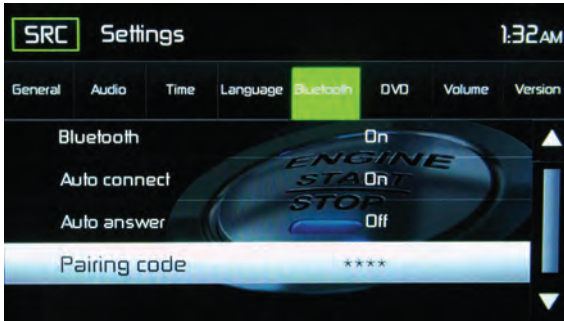 SRC Settings 1:32AM
General Audio Time Language Bluetooth DVD Volume Version
Bluetooth On
Auto connect On
Auto answer Off
Pairing code ****
ENGINE
START
STOP